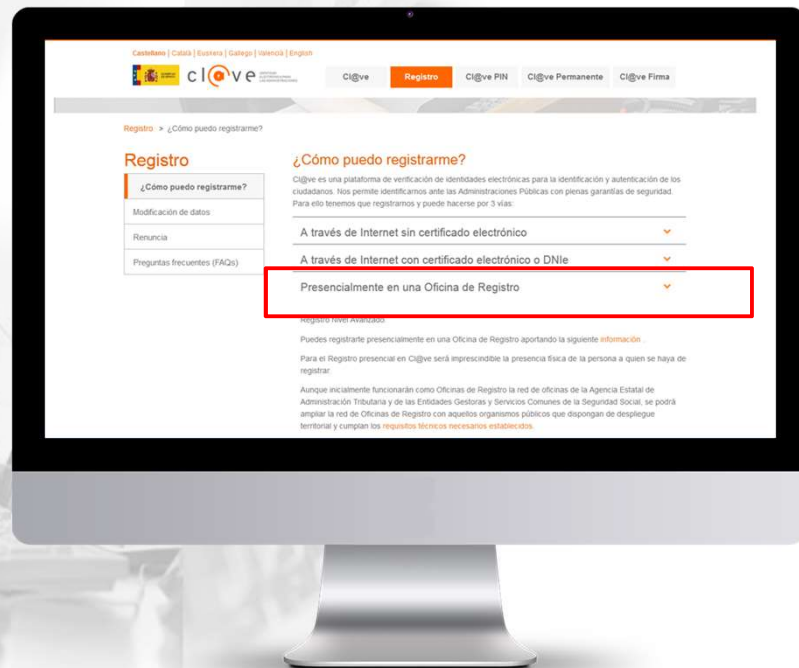 Castellano | Català | Euskera | Gallego | Valencià | English
cl@ve
Cl@ve Registro Cl@ve PIN Cl@ve Permanente Cl@ve Firma
Registro > ¿Cómo puedo registrarme?
Registro
¿Cómo puedo registrarme?
Modificación de datos
Renuncia
Preguntas frecuentes (FAQs)
¿Cómo puedo registrarme?
Cl@ve es una plataforma de verificación de identidades electrónicas para la identificación y autenticación de los
ciudadanos. Nos permite identificarnos ante las Administraciones Públicas con plenas garantías de seguridad.
Para ello tenemos que registrarnos y puede hacerse por 3 vías:
A través de Internet sin certificado electrónico
A través de Internet con certificado electrónico o DNIe
Presencialmente en una Oficina de Registro
Registro Nivel Avanzado
Puedes registrarte presencialmente en una Oficina de Registro aportando la siguiente información .
Para el Registro presencial en Cl@ve será imprescindible la presencia física de la persona a quien se haya de
registrar.
Aunque inicialmente funcionarán como Oficinas de Registro la red de oficinas de la Agencia Estatal de
Administración Tributaria y de las Entidades Gestoras y Servicios Comunes de la Seguridad Social, se podrá
ampliar la red de Oficinas de Registro con aquellos organismos públicos que dispongan de despliegue
territorial y cumplan los requisitos técnicos necesarios establecidos.